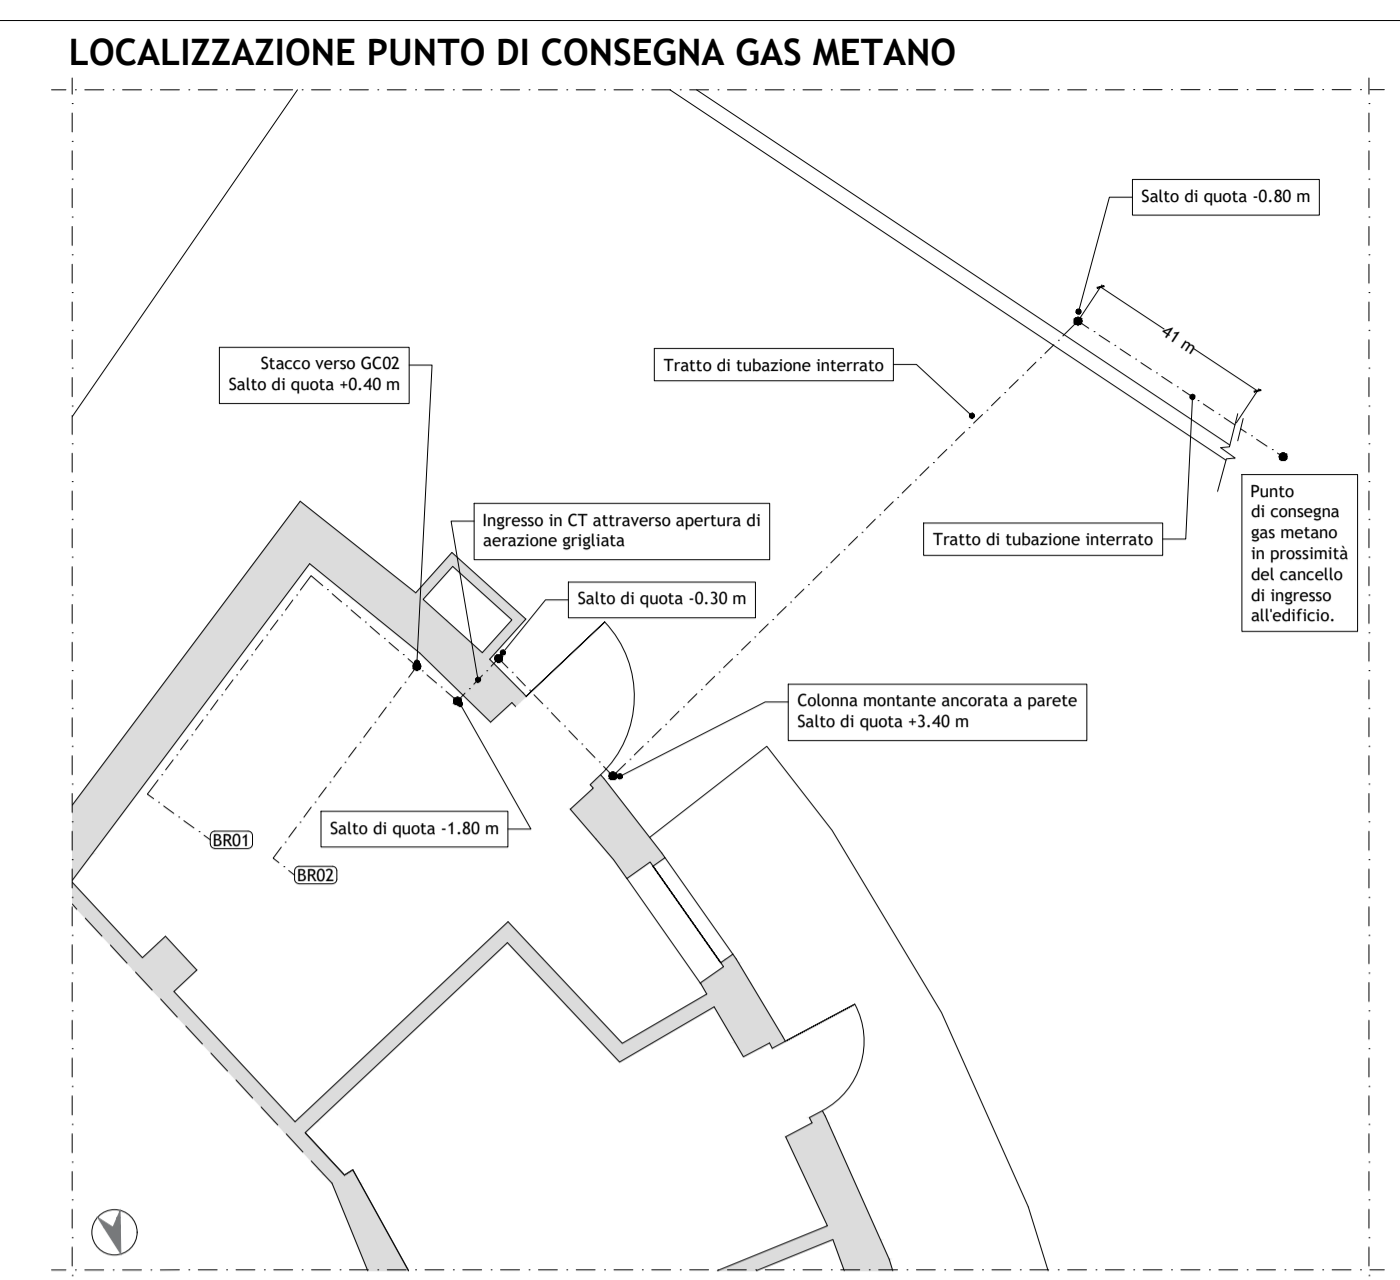 LOCALIZZAZIONE PUNTO DI CONSEGNA GAS METANO
Salto di quota -0.80 m
41 m
Stacco verso GC02
Salto di quota +0.40 m
Tratto di tubazione interrato
Punto
di consegna
gas metano
in prossimità
del cancello
di ingresso
all'edificio.
Ingresso in CT attraverso apertura di
aerazione grigliata
Tratto di tubazione interrato
Salto di quota -0.30 m
Colonna montante ancorata a parete
Salto di quota +3.40 m
Salto di quota -1.80 m
BR01
BR02